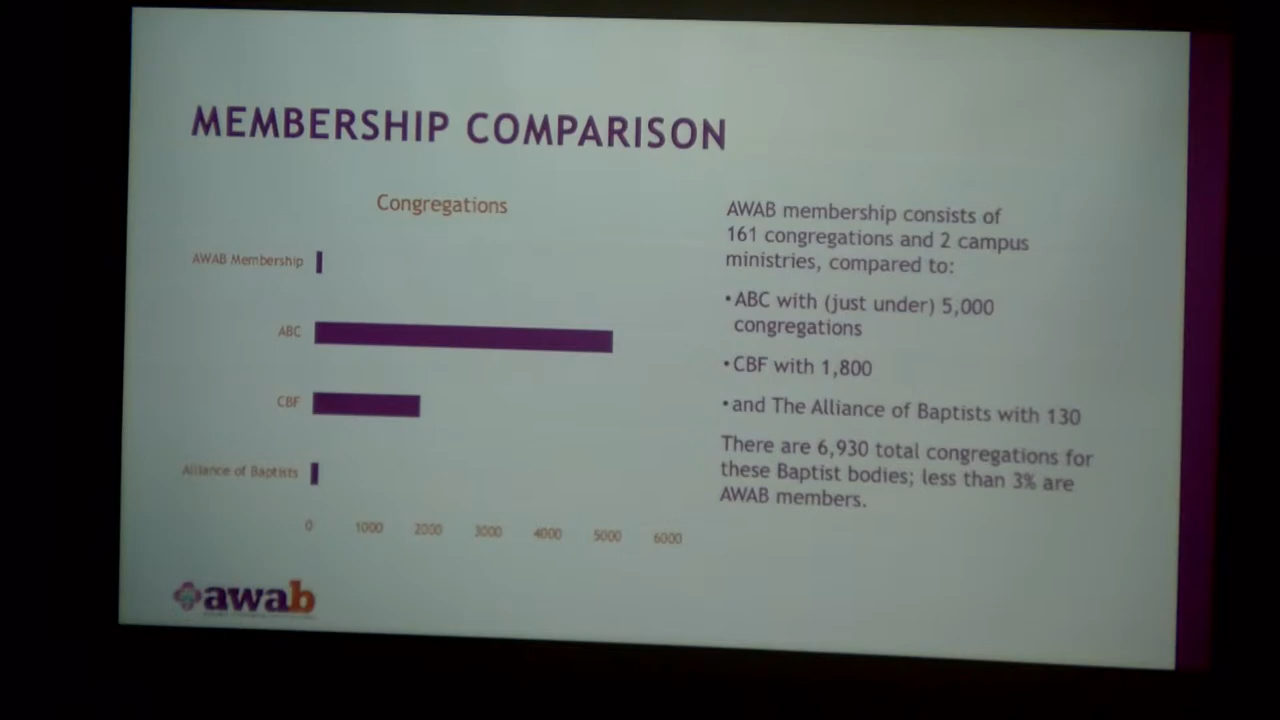 MEMBERSHIP COMPARISON
Congregations
AWAB Membership
ABC
CBF
Alliance of Baptists
0 1000 2000 3000 4000 5000 6000
AWAB membership consists of
161 congregations and 2 campus
ministries, compared to:
•ABC with (just under) 5,000
congregations
•CBF with 1,800
•and The Alliance of Baptists with 130
There are 6,930 total congregations for
these Baptist bodies; less than 3% are
AWAB members.
awab